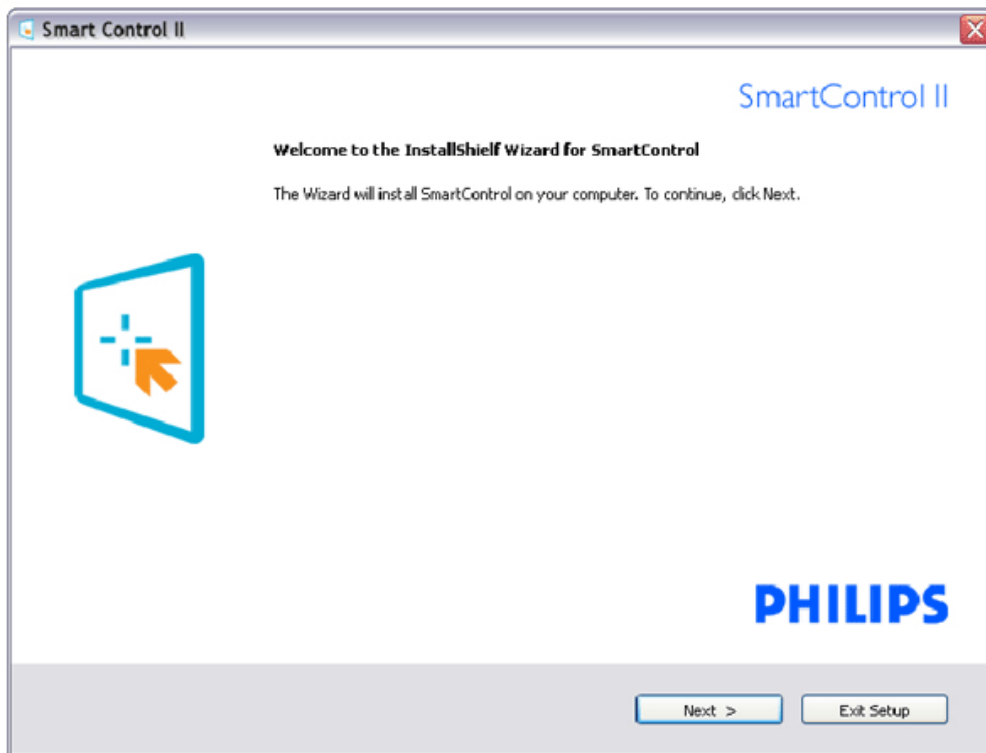 Smart Control II
SmartControl II
Welcome to the InstallShielf Wizard for SmartControl
The Wizard will install SmartControl on your computer. To continue, click Next.
PHILIPS
Next >
Exit Setup